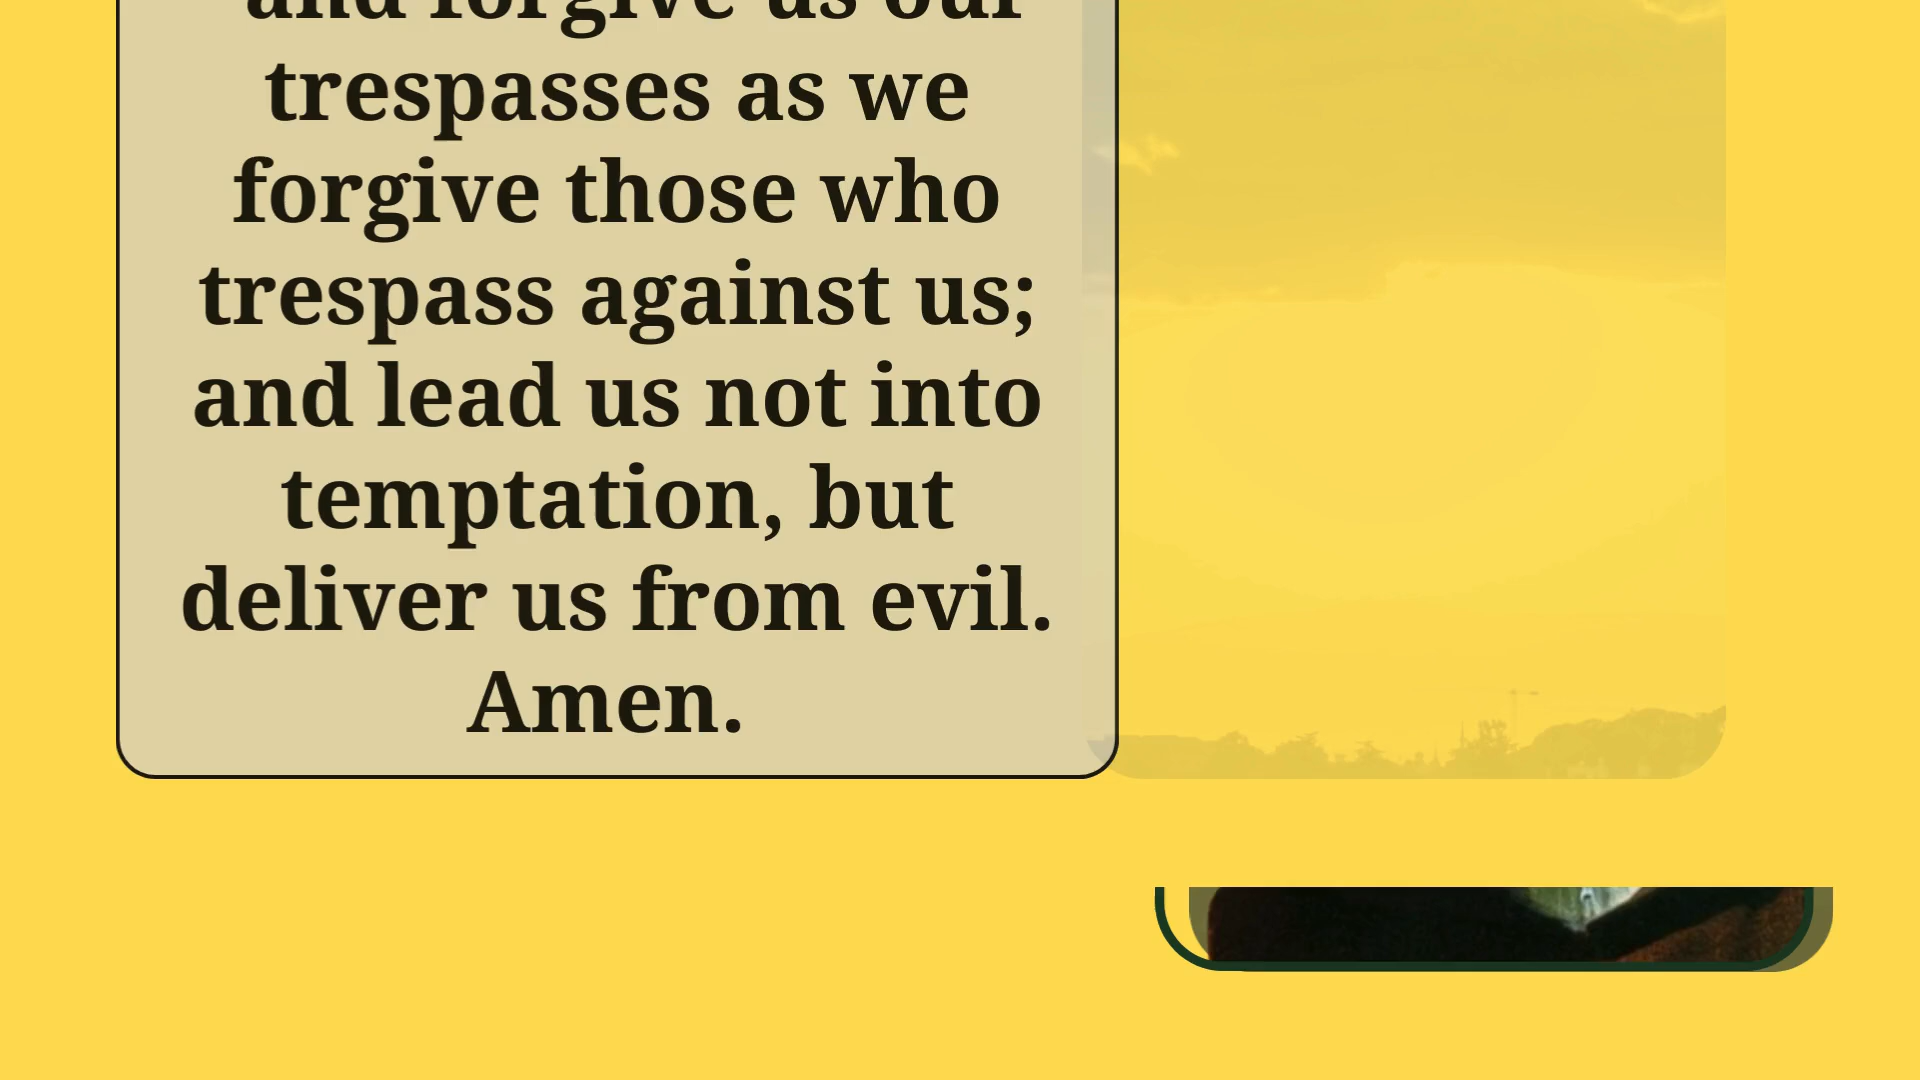 and forgive us our
trespasses as we
forgive those who
trespass against us;
and lead us not into
temptation, but
deliver us from evil.
Amen.